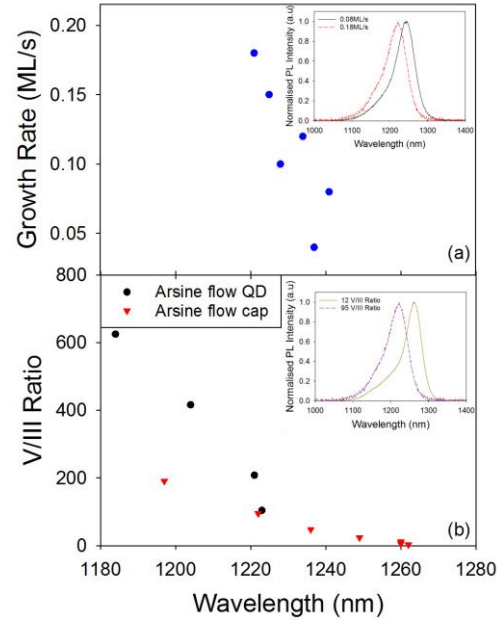 0.20
0.15
0.10
0.05
Growth Rate (ML/s)
Normalised PL Intensity (a.u)
1.0
0.8
0.6
0.4
0.2
0.0
0.08ML/s
0.18ML/s
1000 1100 1200 1300 1400
Wavelength (nm)
(a)
800
600
400
200
0
V/III Ratio
Arsine flow QD
Arsine flow cap
Normalised PL Intensity (a.u)
1.0
0.8
0.6
0.4
0.2
0.0
12 V/III Ratio
95 V/III Ratio
1000 1100 1200 1300 1400
Wavelength (nm)
(b)
1180 1200 1220 1240 1260 1280
Wavelength (nm)